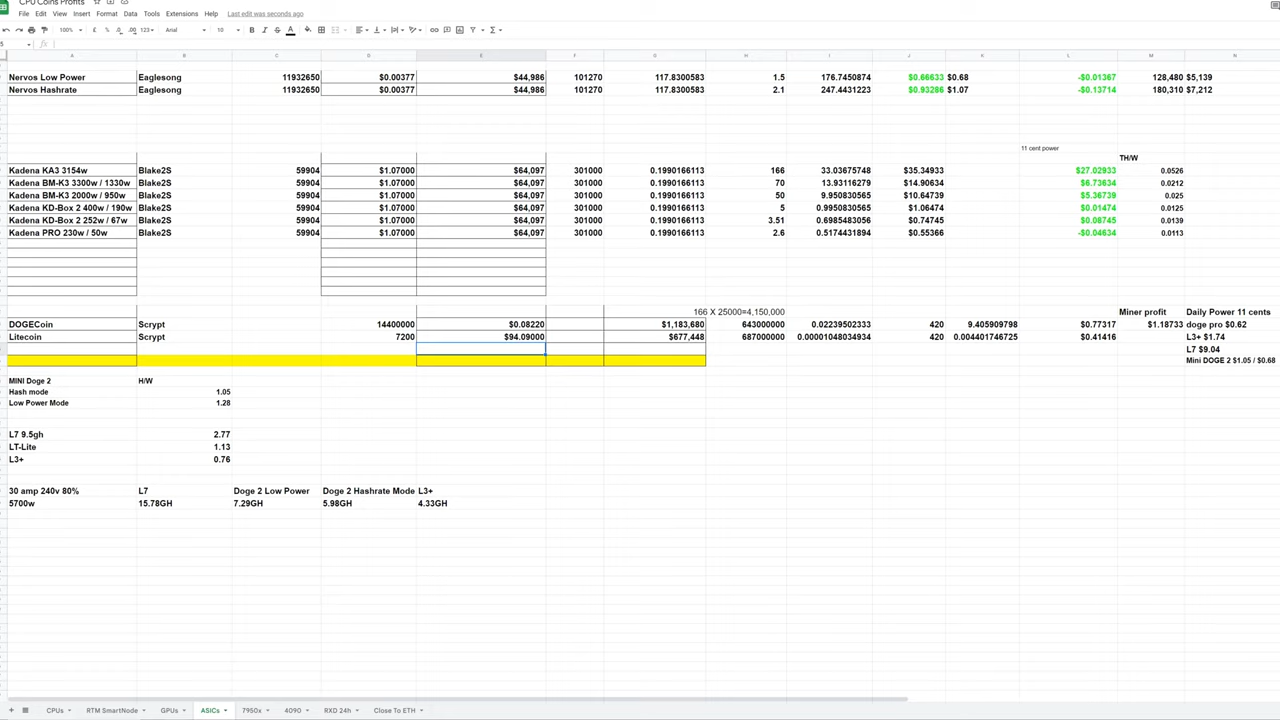 CPU Coins Profits
File Edit View Insert Format Data Tools Extensions Help Last edit was seconds ago
100% £ % .0 .00 123 Arial 10 B I S A
fx
A B C D E F G H I J K L M N
Nervos Low Power Eaglesong 11932650 $0.00377 $44,986 101270 117.8300583 1.5 176.7450874 $0.66633 $0.68 -$0.01367 128,480 $5,139
Nervos Hashrate Eaglesong 11932650 $0.00377 $44,986 101270 117.8300583 2.1 247.4431223 $0.93286 $1.07 -$0.13714 180,310 $7,212
11 cent power
TH/W
Kadena KA3 3154w Blake2S 59904 $1.07000 $64,097 301000 0.1990166113 166 33.03675748 $35.34933 $27.02933 0.0526
Kadena BM-K3 3300w / 1330w Blake2S 59904 $1.07000 $64,097 301000 0.1990166113 70 13.93116279 $14.90634 $6.73634 0.0212
Kadena BM-K3 2000w / 950w Blake2S 59904 $1.07000 $64,097 301000 0.1990166113 50 9.950830565 $10.64739 $5.36739 0.025
Kadena KD-Box 2 400w / 190w Blake2S 59904 $1.07000 $64,097 301000 0.1990166113 5 0.9950830565 $1.06474 $0.01474 0.0125
Kadena KD-Box 2 252w / 67w Blake2S 59904 $1.07000 $64,097 301000 0.1990166113 3.51 0.6985483056 $0.74745 $0.08745 0.0139
Kadena PRO 230w / 50w Blake2S 59904 $1.07000 $64,097 301000 0.1990166113 2.6 0.5174431894 $0.55366 -$0.04634 0.0113
166 X 25000=4,150,000 Miner profit Daily Power 11 cents
DOGECoin Scrypt 14400000 $0.08220 $1,183,680 643000000 0.02239502333 420 9.405909798 $0.77317 $1.18733 doge pro $0.62
Litecoin Scrypt 7200 $94.09000 $677,448 687000000 0.00001048034934 420 0.004401746725 $0.41416 L3+ $1.74
L7 $9.04
Mini DOGE 2 $1.05 / $0.68
MINI Doge 2 H/W
Hash mode 1.05
Low Power Mode 1.28
L7 9.5gh 2.77
LT-Lite 1.13
L3+ 0.76
30 amp 240v 80% L7 Doge 2 Low Power Doge 2 Hashrate Mode L3+
5700w 15.78GH 7.29GH 5.98GH 4.33GH
CPUs RTM SmartNode GPUs ASICs 7950x 4090 RXD 24h Close To ETH